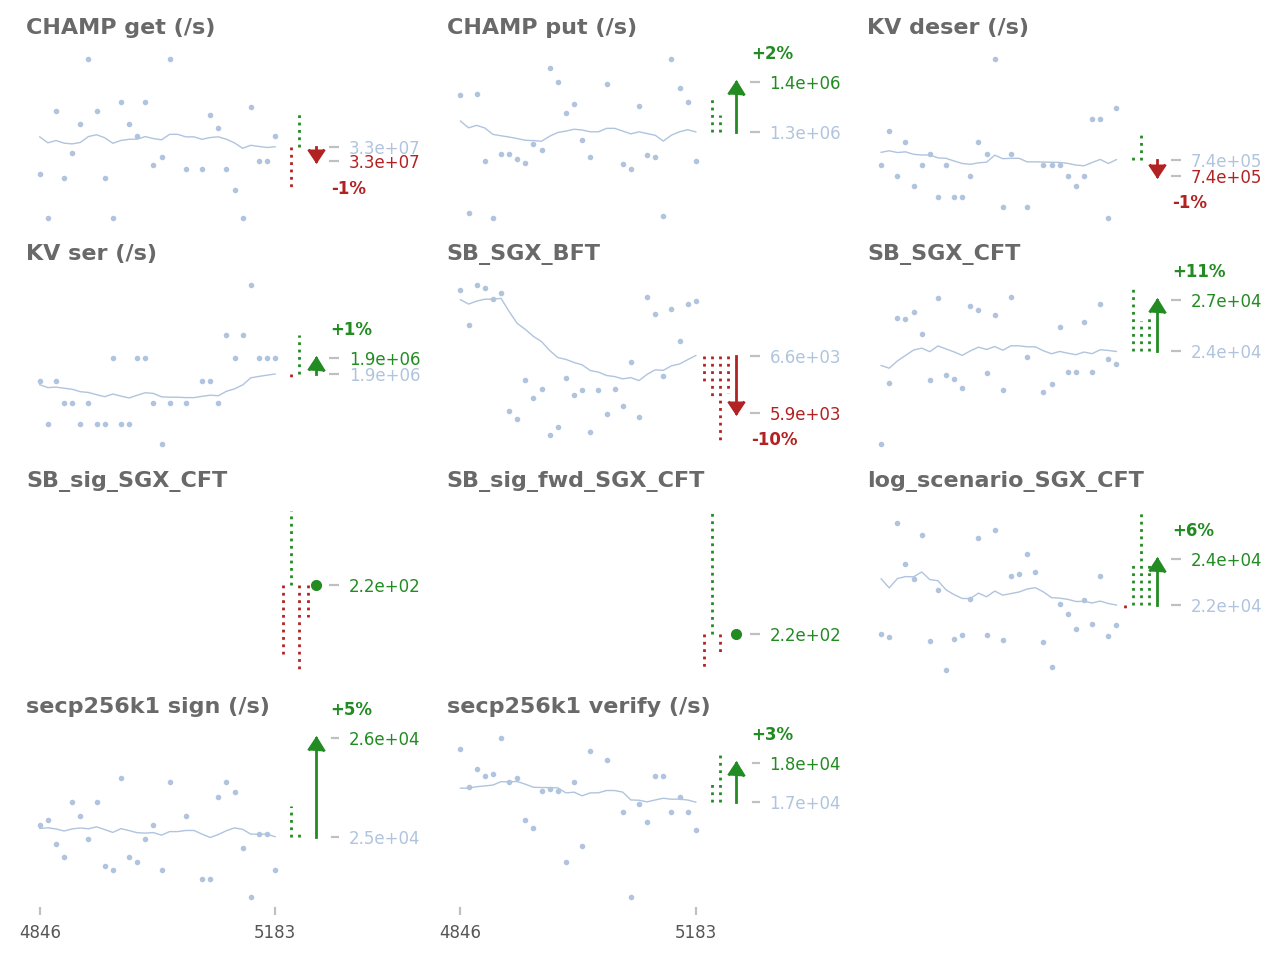 CHAMP get (/s)
3.3e+07
3.3e+07
-1%
CHAMP put (/s)
+2%
1.4e+06
1.3e+06
KV deser (/s)
7.4e+05
7.4e+05
-1%
KV ser (/s)
+1%
1.9e+06
1.9e+06
SB_SGX_BFT
6.6e+03
5.9e+03
-10%
SB_SGX_CFT
+11%
2.7e+04
2.4e+04
SB_sig_SGX_CFT
2.2e+02
SB_sig_fwd_SGX_CFT
2.2e+02
log_scenario_SGX_CFT
+6%
2.4e+04
2.2e+04
secp256k1 sign (/s)
+5%
2.6e+04
2.5e+04
4846
5183
secp256k1 verify (/s)
+3%
1.8e+04
1.7e+04
4846
5183